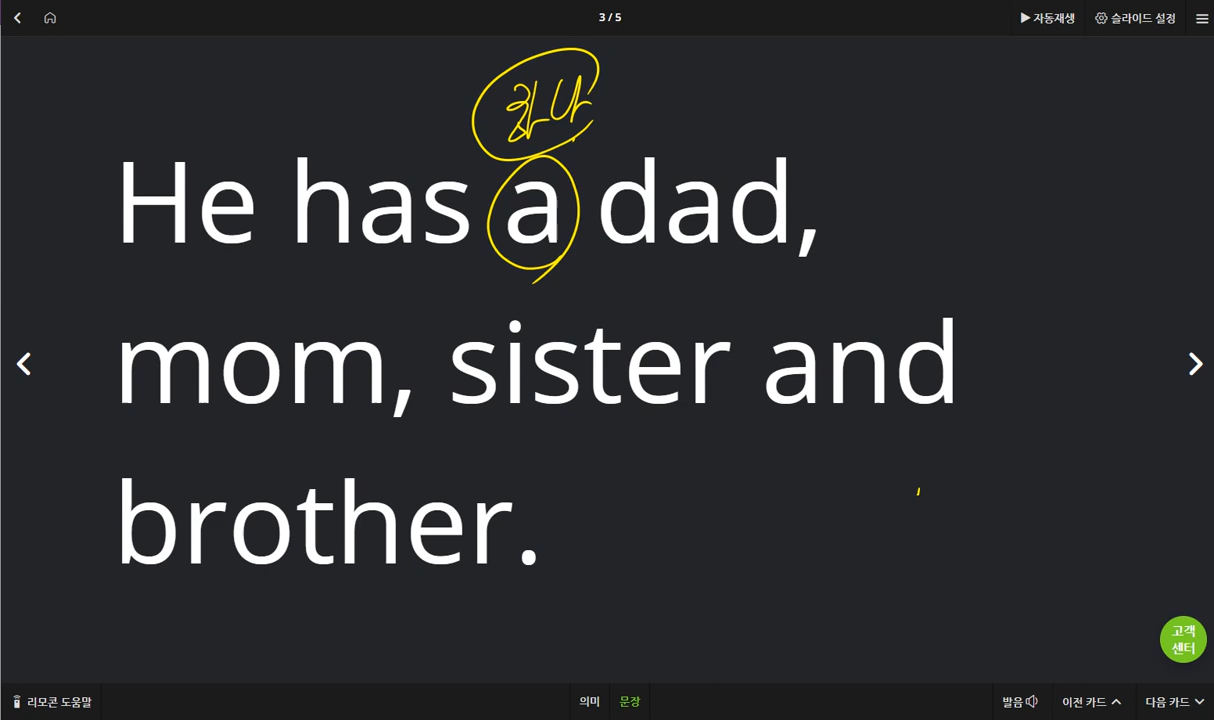 3 / 5
자동재생
슬라이드 설정
하나
He has a dad,
mom, sister and
brother.
고객
센터
리모콘 도움말
의미
문장
발음
이전 카드
다음 카드